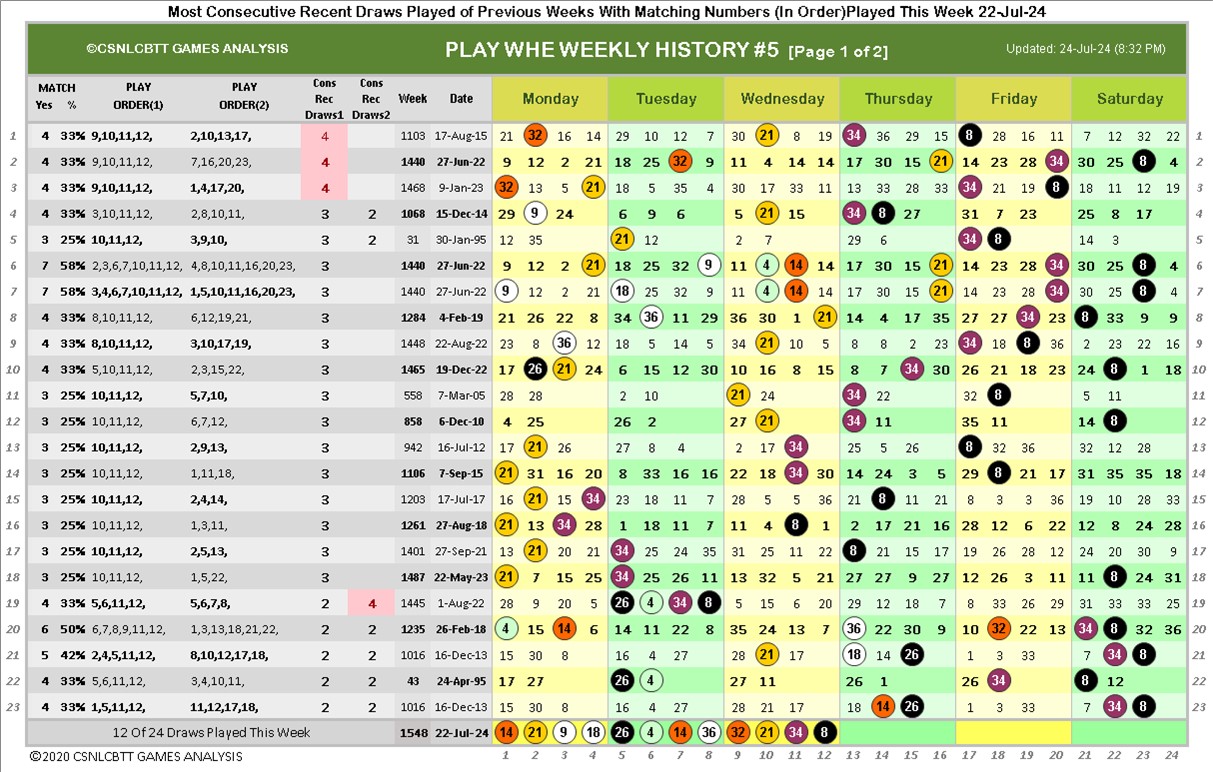 Most Consecutive Recent Draws Played of Previous Weeks With Matching Numbers (In Order)Played This Week 22-Jul-24
©CSNLCBTT GAMES ANALYSIS PLAY WHE WEEKLY HISTORY #5 [Page 1 of 2] Updated: 24-Jul-24 (8:32 PM)
MATCH Yes % PLAY ORDER(1) PLAY ORDER(2) Cons Rec Draws1 Cons Rec Draws2 Week Date Monday Tuesday Wednesday Thursday Friday Saturday
1 4 33% 9,10,11,12, 2,10,13,17, 4 1103 17-Aug-15 21 32 16 14 29 10 12 7 30 21 8 19 34 36 29 15 8 28 16 11 7 12 32 22 1
2 4 33% 9,10,11,12, 7,16,20,23, 4 1440 27-Jun-22 9 12 2 21 18 25 32 9 11 4 14 14 17 30 15 21 14 23 28 34 30 25 8 4 2
3 4 33% 9,10,11,12, 1,4,17,20, 4 1468 9-Jan-23 32 13 5 21 18 5 35 4 30 17 33 11 13 33 28 33 34 21 19 8 18 11 12 19 3
4 4 33% 3,10,11,12, 2,8,10,11, 3 2 1068 15-Dec-14 29 9 24 6 9 6 5 21 15 34 8 27 31 7 23 25 8 17 4
5 3 25% 10,11,12, 3,9,10, 3 2 31 30-Jan-95 12 35 21 12 2 7 29 6 34 8 14 3 5
6 7 58% 2,3,6,7,10,11,12, 4,8,10,11,16,20,23, 3 1440 27-Jun-22 9 12 2 21 18 25 32 9 11 4 14 14 17 30 15 21 14 23 28 34 30 25 8 4 6
7 7 58% 3,4,6,7,10,11,12, 1,5,10,11,16,20,23, 3 1440 27-Jun-22 9 12 2 21 18 25 32 9 11 4 14 14 17 30 15 21 14 23 28 34 30 25 8 4 7
8 4 33% 8,10,11,12, 6,12,19,21, 3 1284 4-Feb-19 21 26 22 8 34 36 11 29 36 30 1 21 14 4 17 35 27 27 34 23 8 33 9 9 8
9 4 33% 8,10,11,12, 3,10,17,19, 3 1448 22-Aug-22 23 8 36 12 18 5 14 5 34 21 10 5 8 8 2 23 34 18 8 36 2 23 22 16 9
10 4 33% 5,10,11,12, 2,3,15,22, 3 1465 19-Dec-22 17 26 21 24 6 15 12 30 10 16 8 15 8 7 34 30 26 21 18 23 24 8 1 18 10
11 3 25% 10,11,12, 5,7,10, 3 558 7-Mar-05 28 28 2 10 21 24 34 22 32 8 5 11 11
12 3 25% 10,11,12, 6,7,12, 3 858 6-Dec-10 4 25 26 2 27 21 34 11 35 11 14 8 12
13 3 25% 10,11,12, 2,9,13, 3 942 16-Jul-12 17 21 26 27 8 4 2 17 34 25 5 26 8 32 36 32 12 28 13
14 3 25% 10,11,12, 1,11,18, 3 1106 7-Sep-15 21 31 16 20 8 33 16 16 22 18 34 30 14 24 3 5 29 8 21 17 31 35 35 18 14
15 3 25% 10,11,12, 2,4,14, 3 1203 17-Jul-17 16 21 15 34 23 18 11 7 28 5 5 36 21 8 11 21 1 3 3 36 19 10 28 33 15
16 3 25% 10,11,12, 1,3,11, 3 1261 27-Aug-18 21 13 34 28 1 18 11 7 11 4 8 1 2 17 21 16 28 12 6 22 12 8 24 28 16
17 3 25% 10,11,12, 2,5,13, 3 1401 27-Sep-21 13 21 20 21 34 25 24 35 31 25 25 22 8 21 15 17 19 26 28 12 24 20 30 9 17
18 3 25% 10,11,12, 1,5,22, 3 1487 22-May-23 21 7 15 25 34 25 26 11 13 32 5 21 27 27 9 27 12 26 3 11 11 8 24 31 18
19 4 33% 5,6,11,12, 5,6,7,8, 2 4 1445 1-Aug-22 28 9 20 5 26 4 34 8 5 15 6 20 29 12 18 7 8 33 26 29 31 33 33 25 19
20 6 50% 6,7,8,9,11,12, 1,3,13,18,21,22, 2 2 1235 26-Feb-18 4 15 14 6 14 11 22 8 35 24 13 7 36 22 30 9 10 32 22 13 34 8 32 36 20
21 5 42% 2,4,5,11,12, 8,10,12,17,18, 2 2 1016 16-Dec-13 15 30 8 16 4 27 28 21 17 18 14 26 1 3 33 7 34 8 21
22 4 33% 5,6,11,12, 3,4,10,11, 2 2 43 24-Apr-95 17 27 26 4 27 11 26 1 26 34 8 12 22
23 4 33% 1,5,11,12, 11,12,17,18, 2 2 1016 16-Dec-13 15 30 8 16 4 27 28 21 17 18 14 26 1 3 33 7 34 8 23
12 Of 24 Draws Played This Week 1548 22-Jul-24 14 21 9 18 26 4 14 36 32 21 34 8
©2020 CSNLCBTT GAMES ANALYSIS 1 2 3 4 5 6 7 8 9 10 11 12 13 14 15 16 17 18 19 20 21 22 23 24